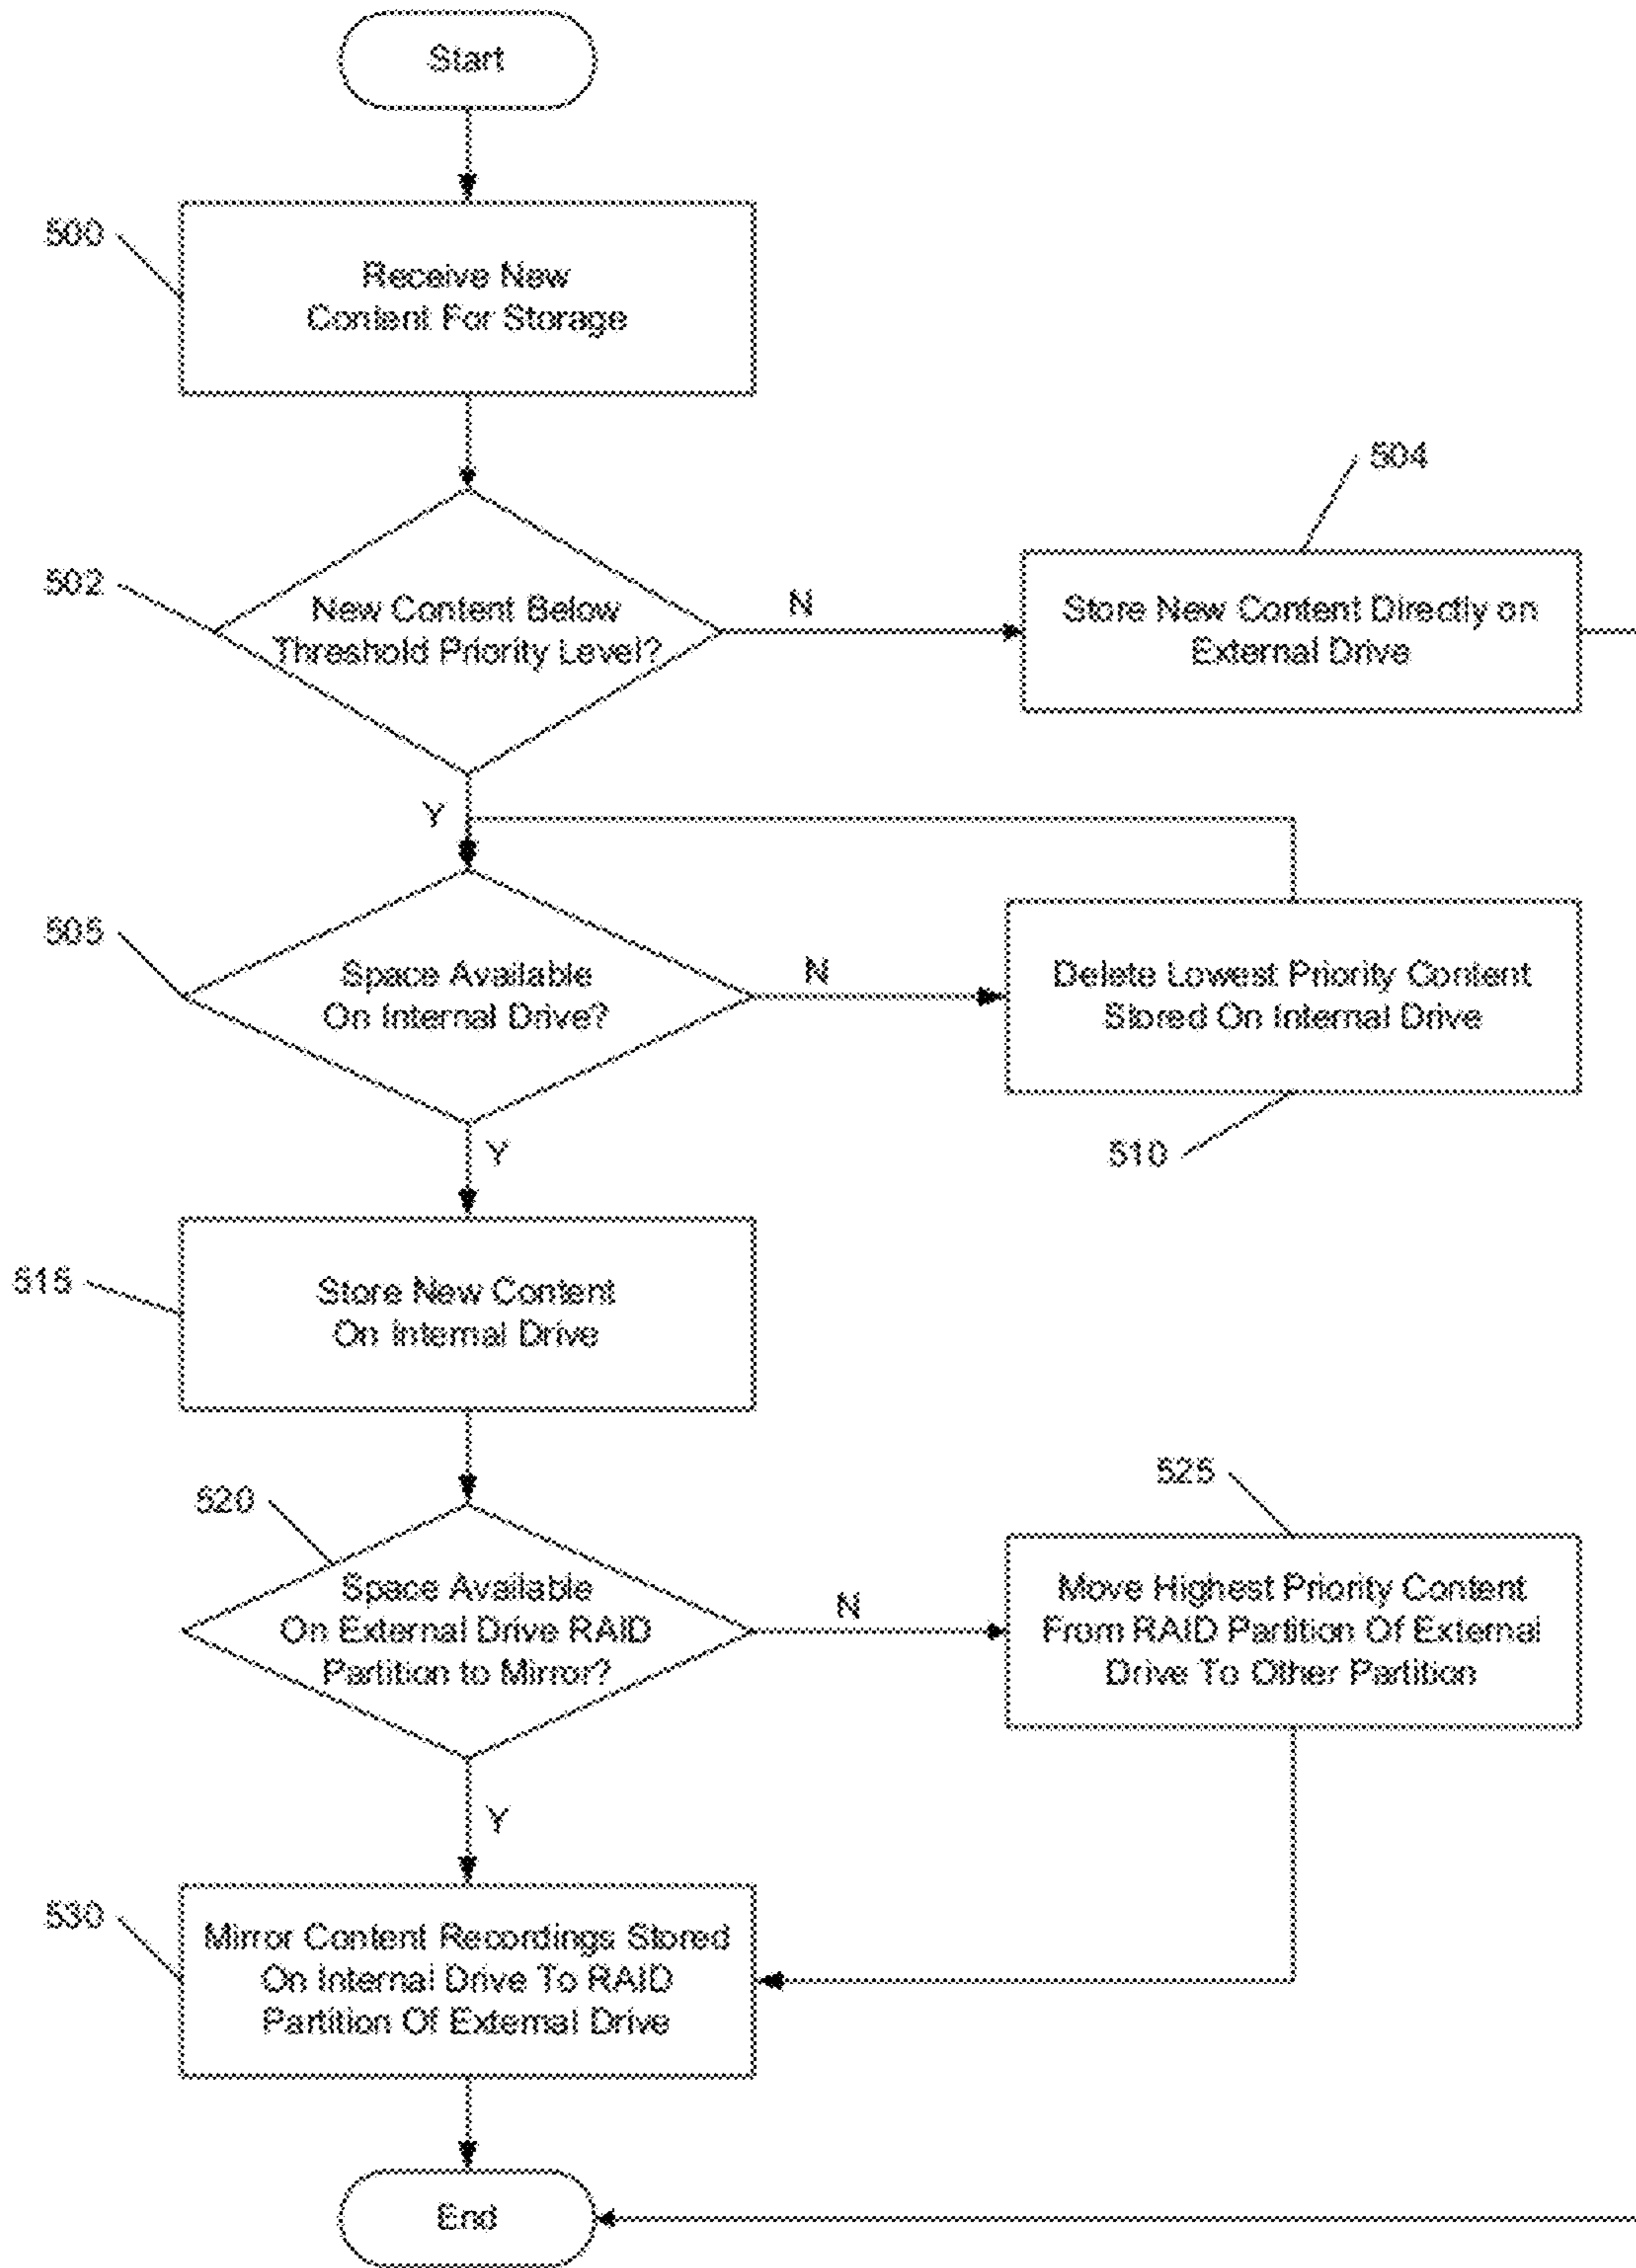 Start
500
Receive New
Content For Storage
504
502
New Content Below
Threshold Priority Level?
N
Store New Content Directly on
External Drive
Y
505
Space Available
On Internal Drive?
N
Delete Lowest Priority Content
Stored On Internal Drive
510
Y
515
Store New Content
On Internal Drive
525
520
Space Available
On External Drive RAID
Partition to Mirror?
N
Move Highest Priority Content
From RAID Partition Of External
Drive To Other Partition
Y
530
Mirror Content Recordings Stored
On Internal Drive To RAID
Partition Of External Drive
End